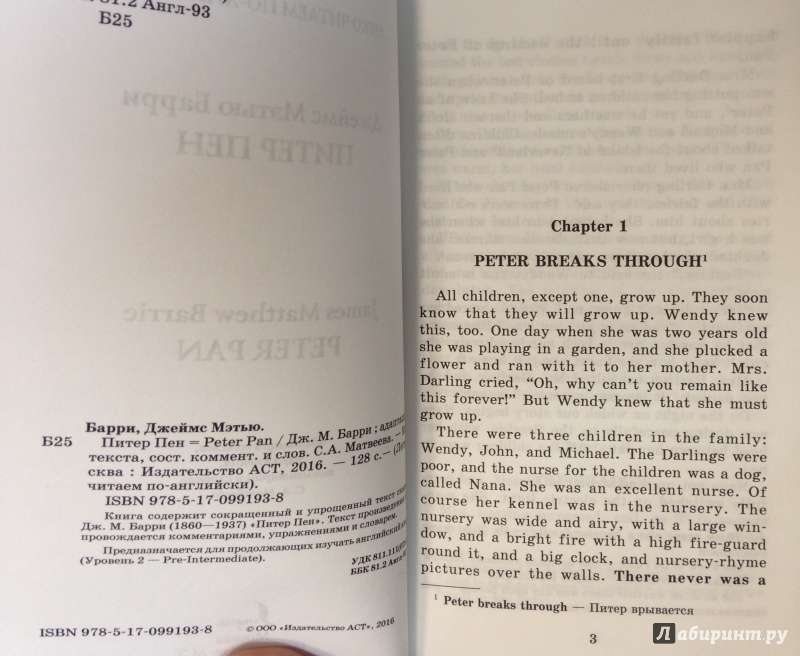 81.2 Англ-93
Б25
Барри, Джеймс Мэтью.
Б25 Питер Пен = Peter Pan / Дж. М. Барри ;
текста, сост. коммент. и слов. С.А. Матвеева. —
сква : Издательство АСТ, 2016. — 128 с. —
читаем по-английски).
ISBN 978-5-17-099193-8
Книга содержит сокращенный и упрощенный текст
Дж. М. Барри (1860—1937) «Питер Пен». Текст
провождается комментариями, упражнениями и словарем.
Предназначается для продолжающих изучать английский
(Уровень 2 — Pre-Intermediate).
УДК
ББК 81.2
ISBN 978-5-17-099193-8
© ООО «Издательство АСТ», 2016
Chapter 1
PETER BREAKS THROUGH¹
All children, except one, grow up. They soon
know that they will grow up. Wendy knew
this, too. One day when she was two years old
she was playing in a garden, and she plucked a
flower and ran with it to her mother. Mrs.
Darling cried, “Oh, why can’t you remain like
this forever!” But Wendy knew that she must
grow up.
There were three children in the family:
Wendy, John, and Michael. The Darlings were
poor, and the nurse for the children was a dog,
called Nana. She was an excellent nurse. Of
course her kennel was in the nursery. The
nursery was wide and airy, with a large win-
dow, and a bright fire with a high fire-guard
round it, and a big clock, and nursery-rhyme
pictures over the walls. There never was a
¹ Peter breaks through — Питер врывается
3
Лабиринт.ру